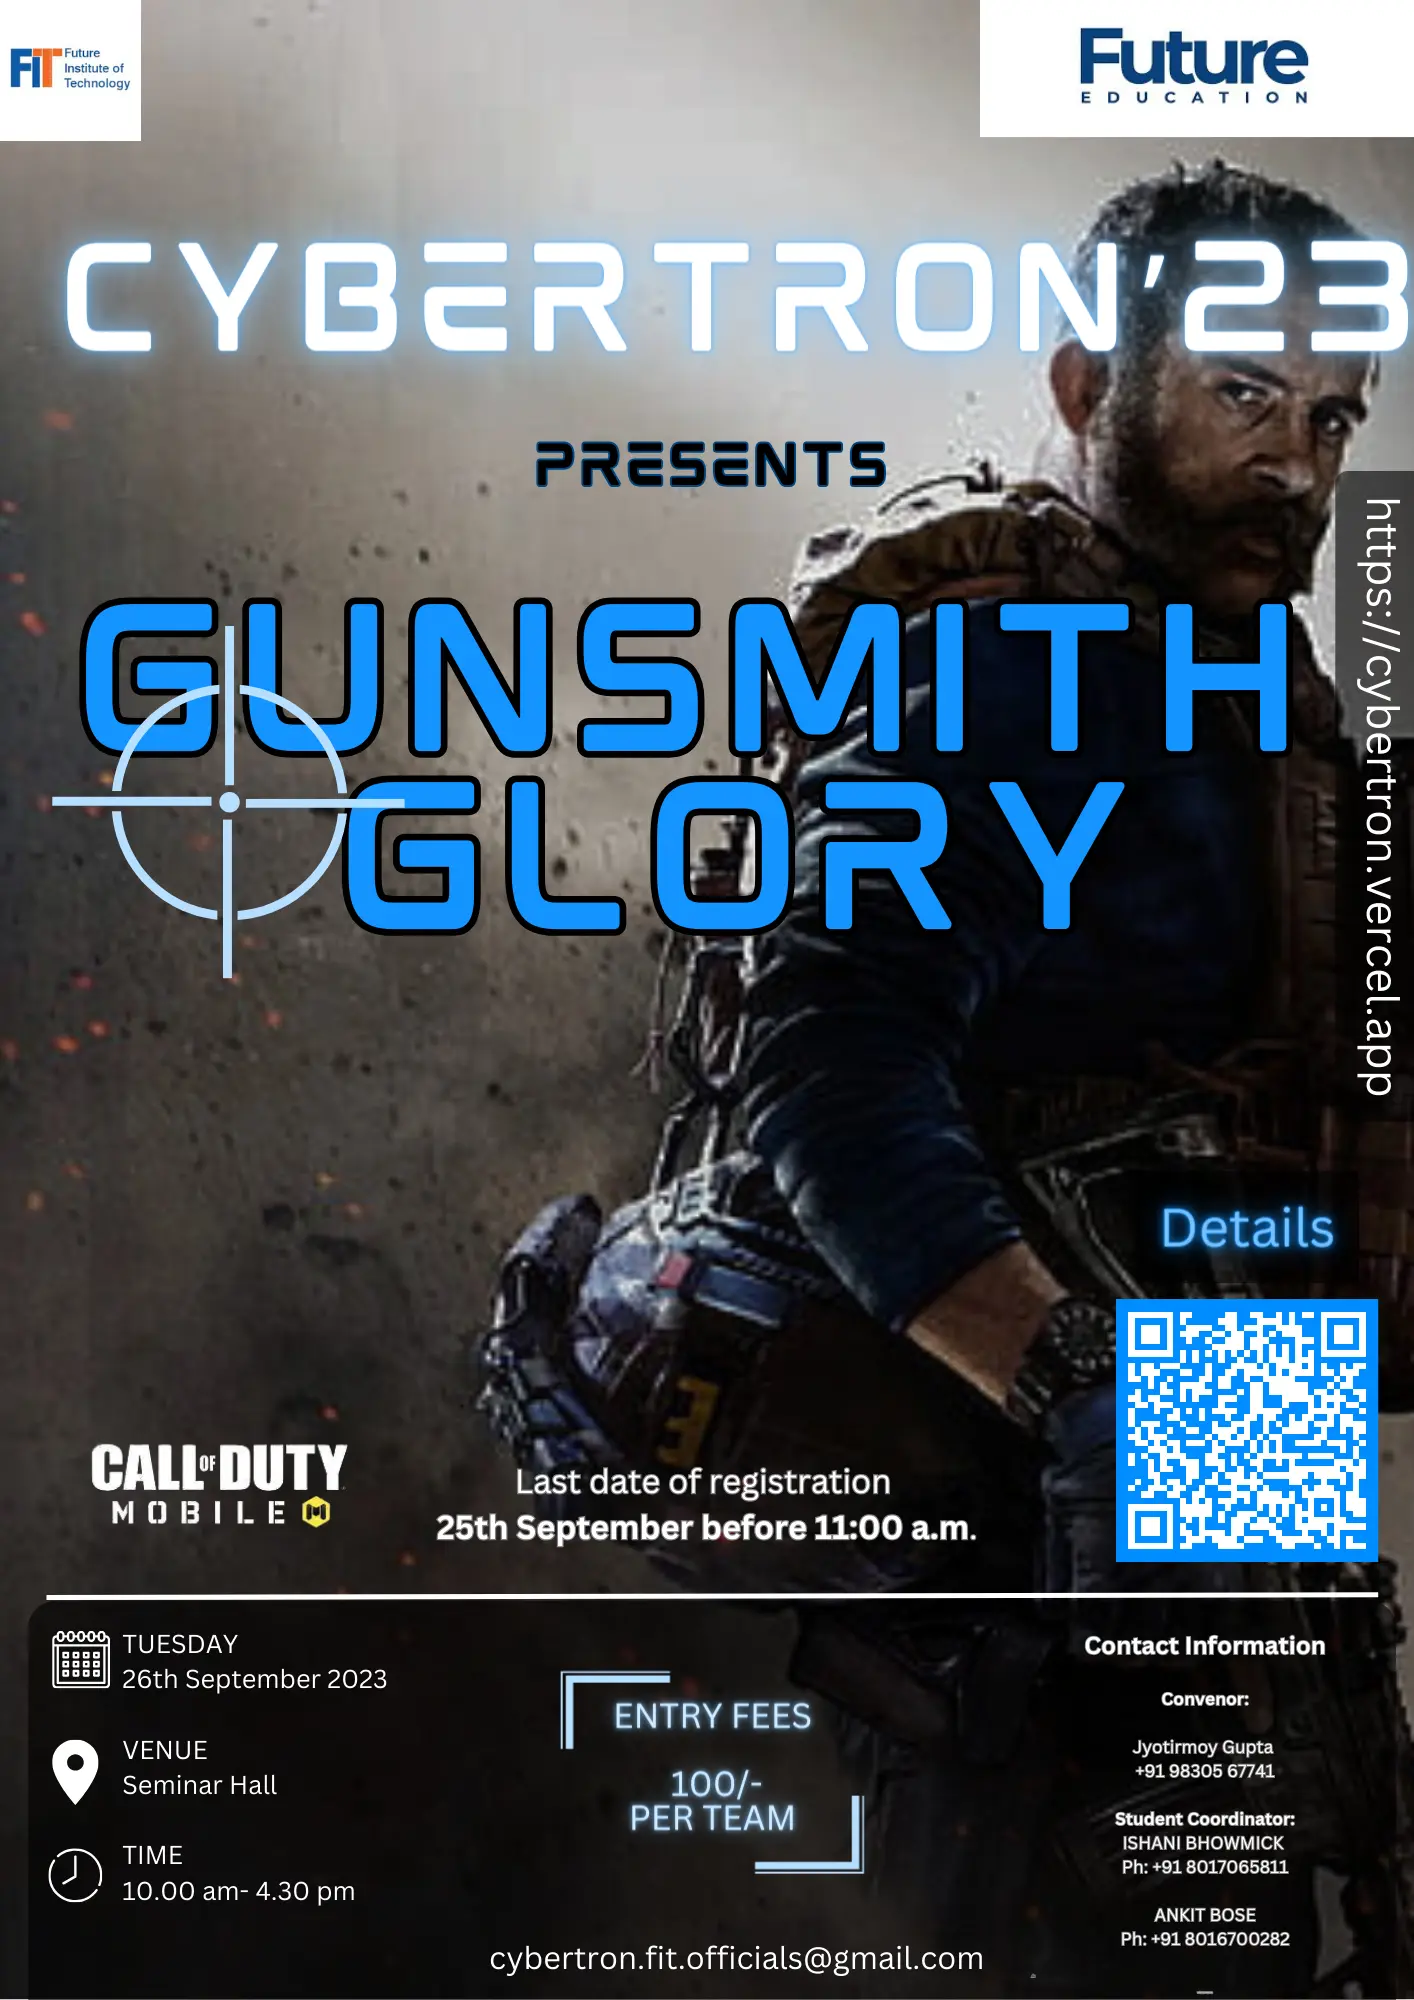 FIT Future
Institute of
Technology
Future
EDUCATION
CYBERTRON'23
PRESENTS
GUNSMITH
GLORY
https://cybertron.vercel.app
Details
3
CALL OF DUTY
MOBILE
Last date of registration
25th September before 11:00 a.m.
TUESDAY
26th September 2023
VENUE
Seminar Hall
TIME
10.00 am- 4.30 pm
ENTRY FEES
100/-
PER TEAM
Contact Information
Convenor:
Jyotirmoy Gupta
+91 98305 67741
Student Coordinator:
ISHANI BHOWMICK
Ph: +91 8017065811
ANKIT BOSE
Ph: +91 8016700282
cybertron.fit.officials@gmail.com